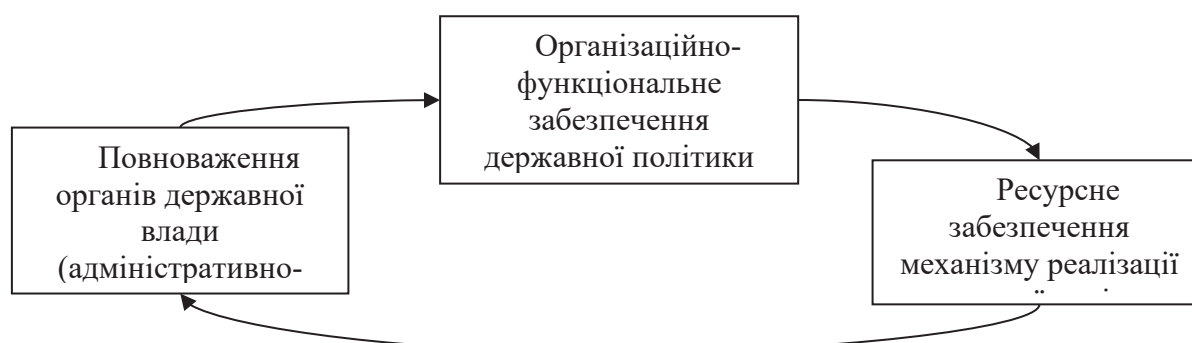 Організаційно-
функціональне
забезпечення
державної політики
Повноваження
органів державної
влади
(адміністративно-
Ресурсне
забезпечення
механізму реалізації